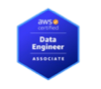 aws
certified
Data
Engineer
ASSOCIATE